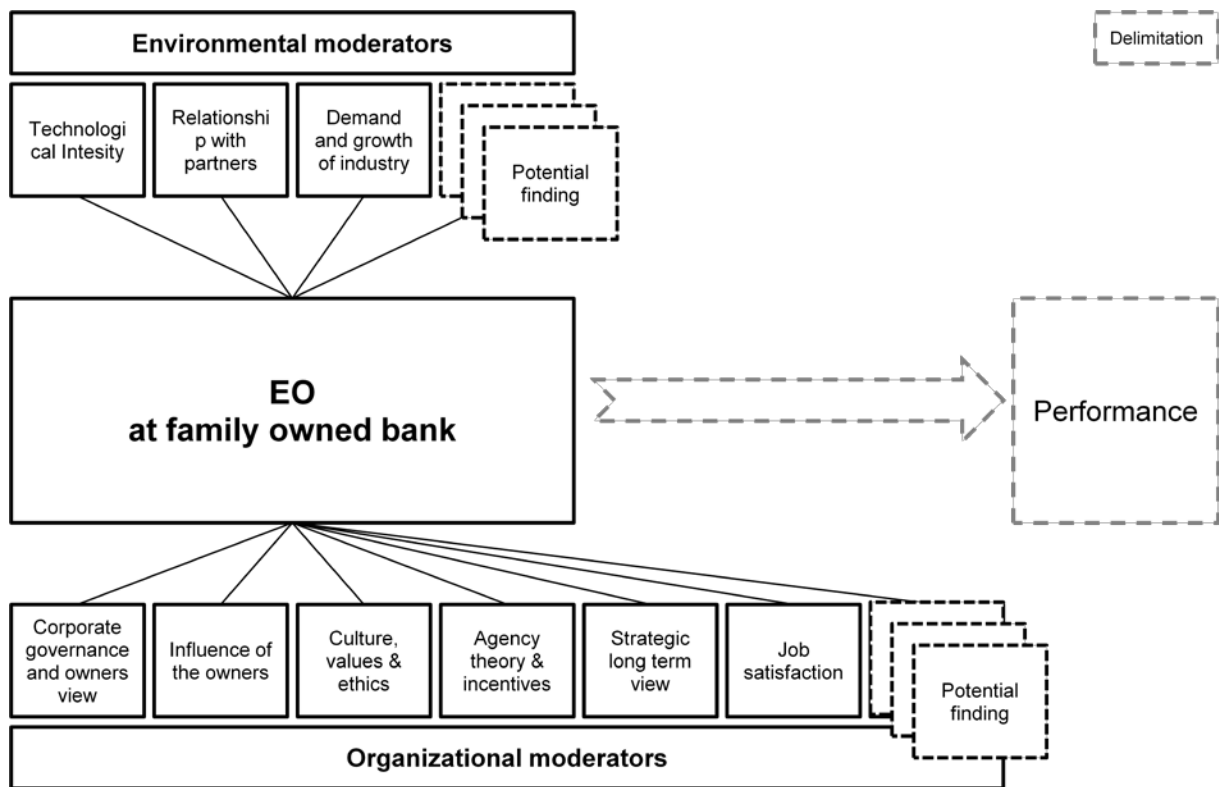 Environmental moderators
Delimitation
Technologi
cal Intesity
Relationshi
p with
partners
Demand
and growth
of industry
Potential
finding
EO
at family owned bank
Performance
Corporate
governance
and owners
view
Influence of
the owners
Culture,
values &
ethics
Agency
theory &
incentives
Strategic
long term
view
Job
satisfaction
Potential
finding
Organizational moderators